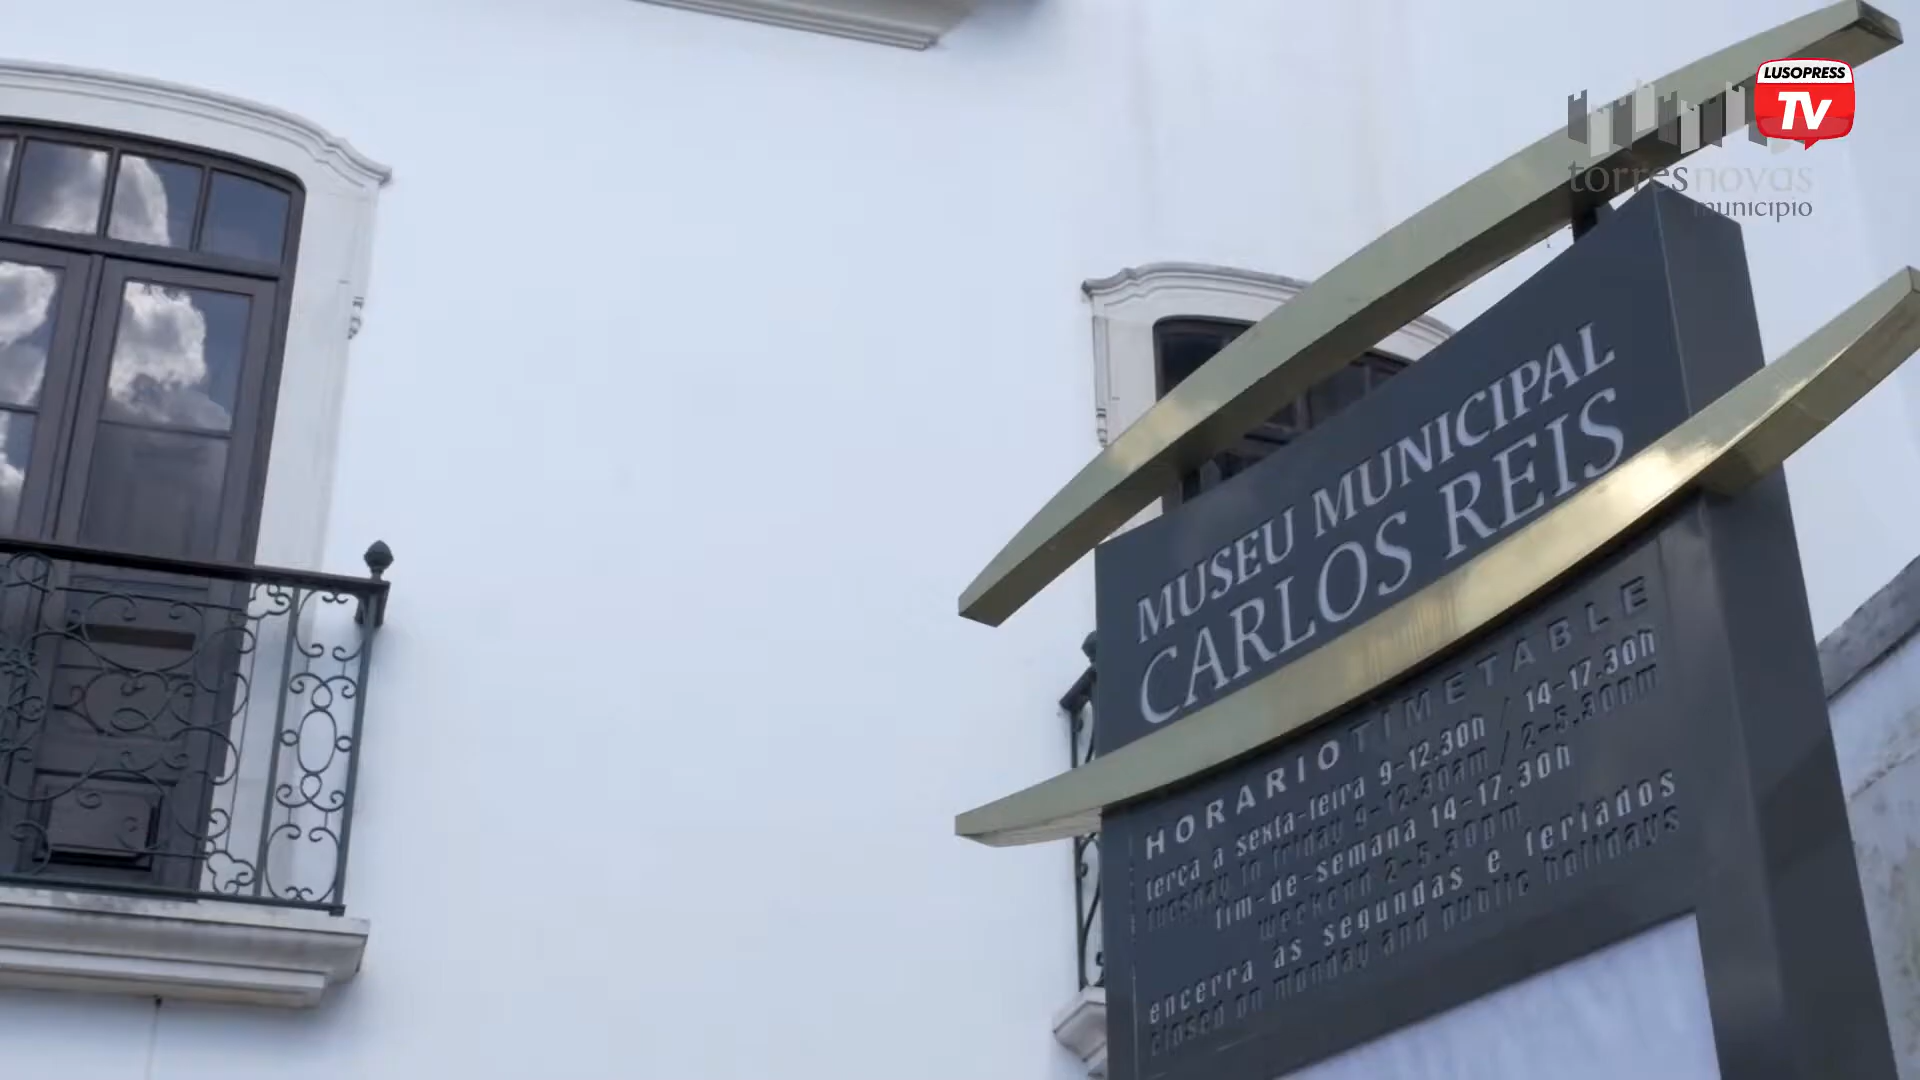 LUSOPRESS
TV
torresnovas
município
MUSEU MUNICIPAL
CARLOS REIS
HORARIO TIMETABLE
terça a sexta-feira 9-12.30h / 14-17.30h
tuesday to friday 9-12.30am / 2-5.30pm
fim-de-semana 14-17.30h
weekend 2-5.30pm
encerra às segundas e feriados
closed on monday and public holidays